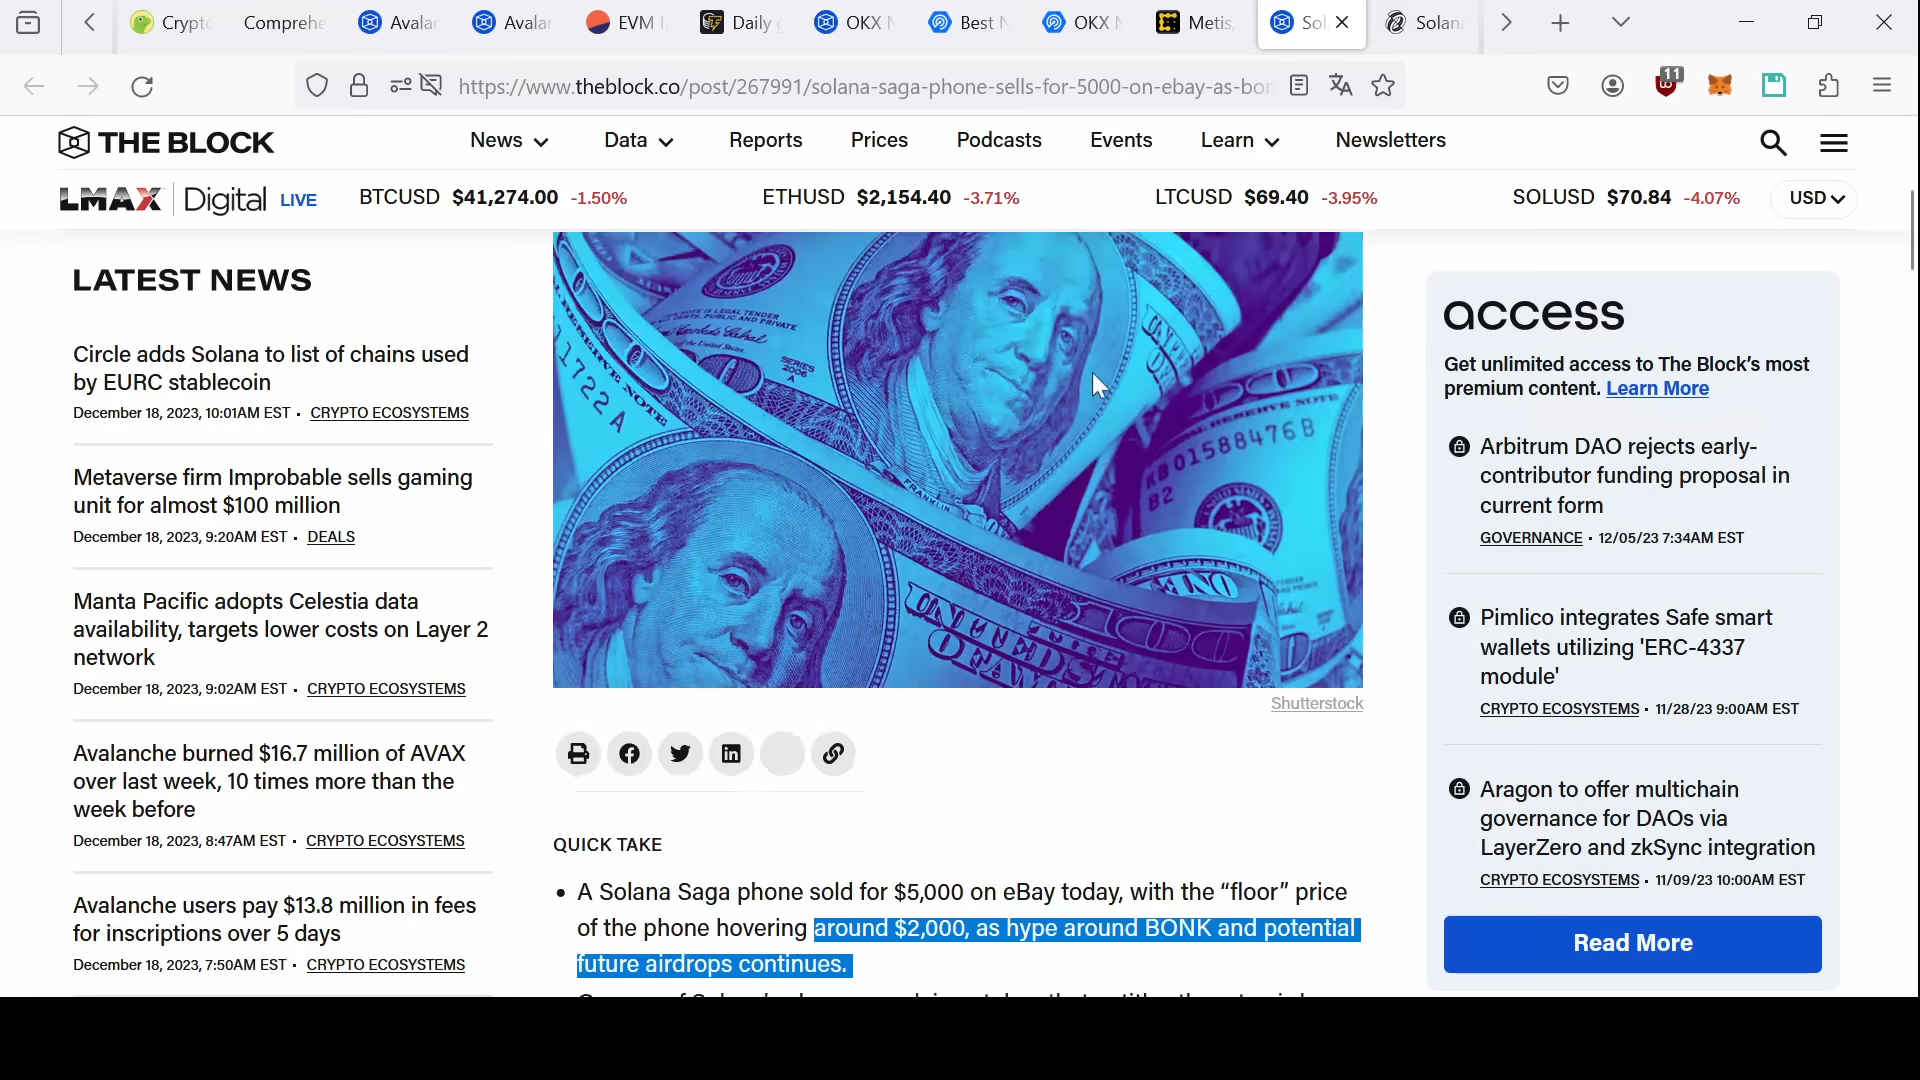 Crypto
Comprehe
Avalan
Avalan
EVM I
Daily
OKX N
Best N
OKX N
Metis,
Sol
Solana
https://www.theblock.co/post/267991/solana-saga-phone-sells-for-5000-on-ebay-as-bon
11
THE BLOCK
News
Data
Reports
Prices
Podcasts
Events
Learn
Newsletters
LMAX Digital LIVE
BTCUSD $41,274.00 -1.50%
ETHUSD $2,154.40 -3.71%
LTCUSD $69.40 -3.95%
SOLUSD $70.84 -4.07%
USD
LATEST NEWS
Circle adds Solana to list of chains used
by EURC stablecoin
December 18, 2023, 10:01AM EST • CRYPTO ECOSYSTEMS
Metaverse firm Improbable sells gaming
unit for almost $100 million
December 18, 2023, 9:20AM EST • DEALS
Manta Pacific adopts Celestia data
availability, targets lower costs on Layer 2
network
December 18, 2023, 9:02AM EST • CRYPTO ECOSYSTEMS
Avalanche burned $16.7 million of AVAX
over last week, 10 times more than the
week before
December 18, 2023, 8:47AM EST • CRYPTO ECOSYSTEMS
Avalanche users pay $13.8 million in fees
for inscriptions over 5 days
December 18, 2023, 7:50AM EST • CRYPTO ECOSYSTEMS
SERIES
2006
A
1722 A
FRANKLIN
KB01588476B
B2
UNITED STATES
OF AM
Shutterstock
QUICK TAKE
• A Solana Saga phone sold for $5,000 on eBay today, with the “floor” price
of the phone hovering around $2,000, as hype around BONK and potential
future airdrops continues.
access
Get unlimited access to The Block’s most
premium content. Learn More
Arbitrum DAO rejects early-
contributor funding proposal in
current form
GOVERNANCE • 12/05/23 7:34AM EST
Pimlico integrates Safe smart
wallets utilizing 'ERC-4337
module'
CRYPTO ECOSYSTEMS • 11/28/23 9:00AM EST
Aragon to offer multichain
governance for DAOs via
LayerZero and zkSync integration
CRYPTO ECOSYSTEMS • 11/09/23 10:00AM EST
Read More